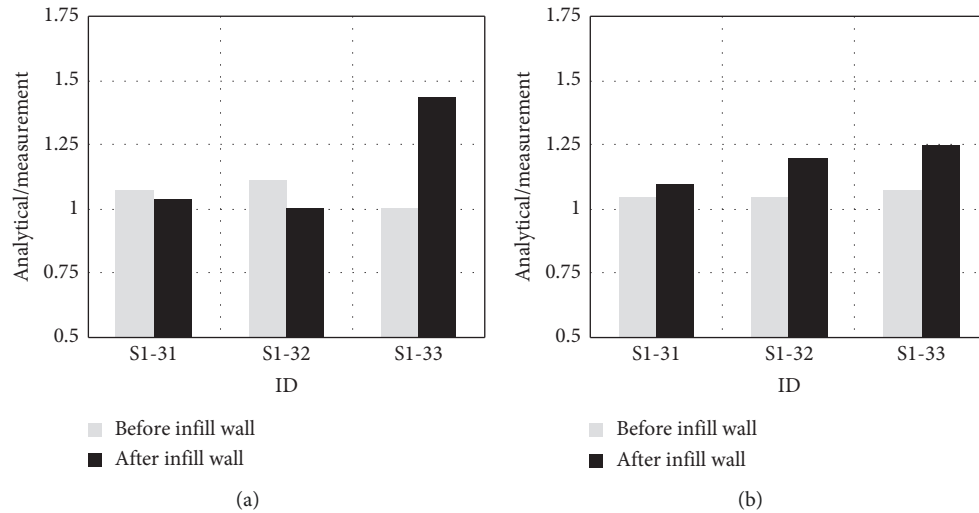 1.75
1.5
1.25
1
0.75
0.5
Analytical/measurement
S1-31 S1-32 S1-33
ID
Before infill wall
After infill wall
(a)
1.75
1.5
1.25
1
0.75
0.5
Analytical/measurement
S1-31 S1-32 S1-33
ID
Before infill wall
After infill wall
(b)